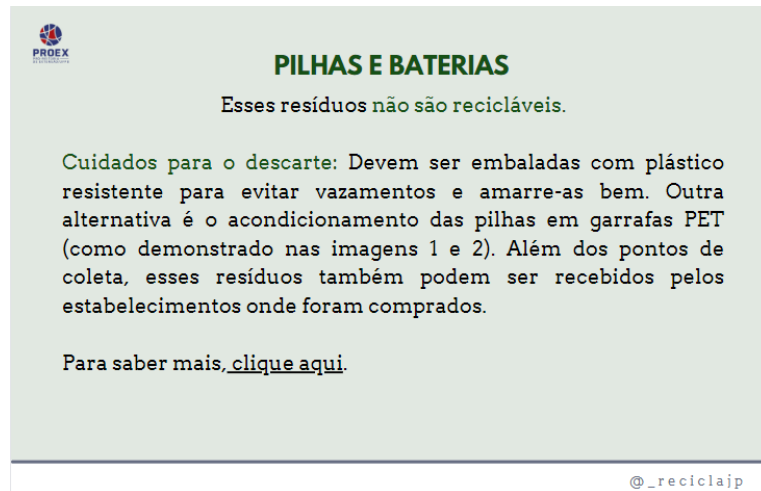 PROEX
PILHAS E BATERIAS
Esses resíduos não são recicláveis.
Cuidados para o descarte: Devem ser embaladas com plástico
resistente para evitar vazamentos e amarre-as bem. Outra
alternativa é o acondicionamento das pilhas em garrafas PET
(como demonstrado nas imagens 1 e 2). Além dos pontos de
coleta, esses resíduos também podem ser recebidos pelos
estabelecimentos onde foram comprados.
Para saber mais, clique aqui.
@_reciclajp